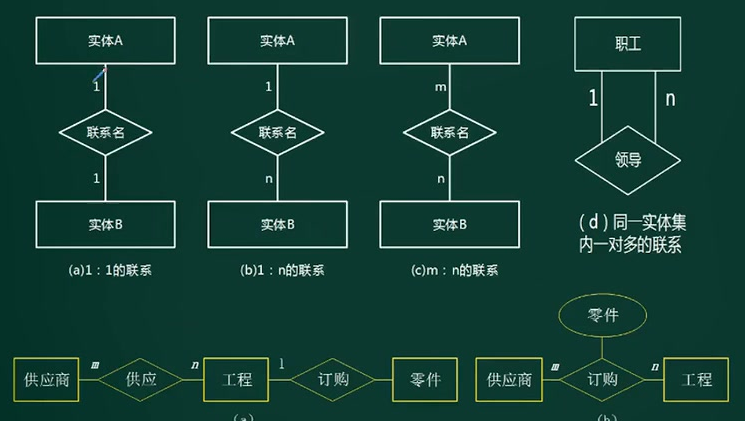 实体A
实体A
实体A
职工
1
1
m
1
n
联系名
联系名
联系名
领导
1
n
n
实体B
实体B
实体B
(d)同一实体集
内一对多的联系
(a)1：1的联系
(b)1：n的联系
(c)m：n的联系
零件
供应商
m
供应
n
工程
1
订购
零件
供应商
m
订购
n
工程
(a)
(b)